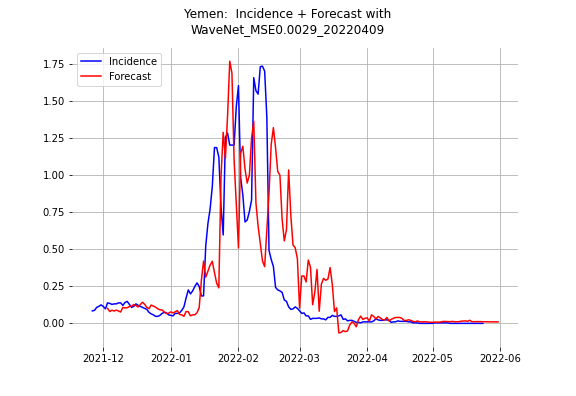 Yemen:  Incidence + Forecast with
WaveNet_MSE0.0029_20220409
Incidence
Forecast
1.75
1.50
1.25
1.00
0.75
0.50
0.25
0.00
2021-12 2022-01 2022-02 2022-03 2022-04 2022-05 2022-06